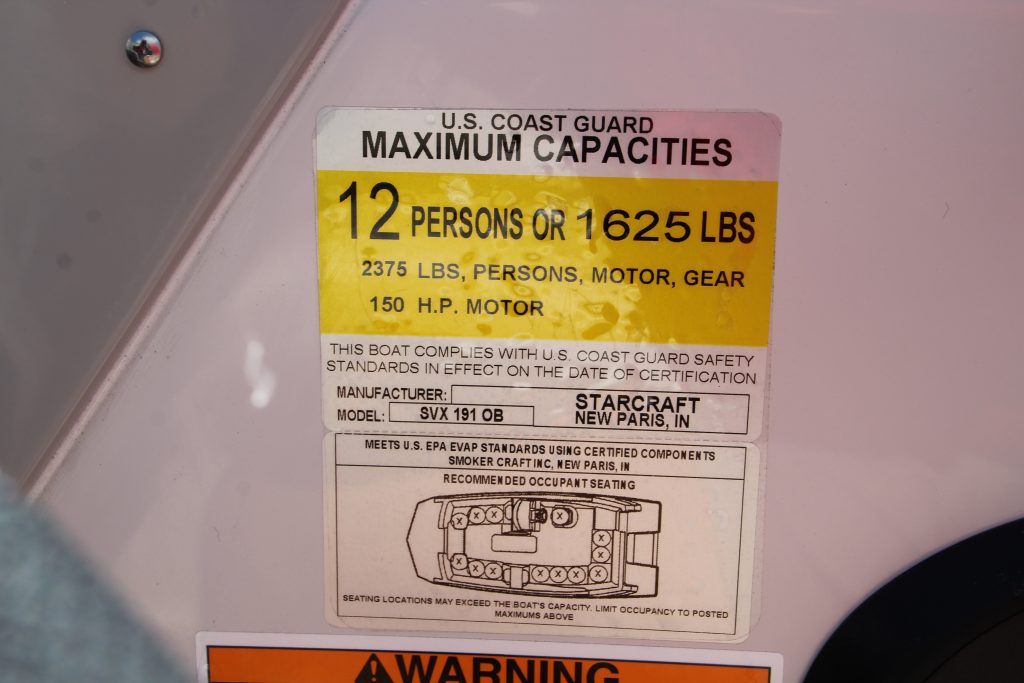 U.S. COAST GUARD
MAXIMUM CAPACITIES
12 PERSONS OR 1625 LBS
2375 LBS, PERSONS, MOTOR, GEAR
150 H.P. MOTOR
THIS BOAT COMPLIES WITH U.S. COAST GUARD SAFETY
STANDARDS IN EFFECT ON THE DATE OF CERTIFICATION
MANUFACTURER: STARCRAFT
NEW PARIS, IN
MODEL: SVX 191 OB
MEETS U.S. EPA EVAP STANDARDS USING CERTIFIED COMPONENTS
SMOKER CRAFT INC, NEW PARIS, IN
RECOMMENDED OCCUPANT SEATING
X X X X
X
X
X X X X X X X
SEATING LOCATIONS MAY EXCEED THE BOAT'S CAPACITY. LIMIT OCCUPANCY TO POSTED
MAXIMUMS ABOVE
WARNING